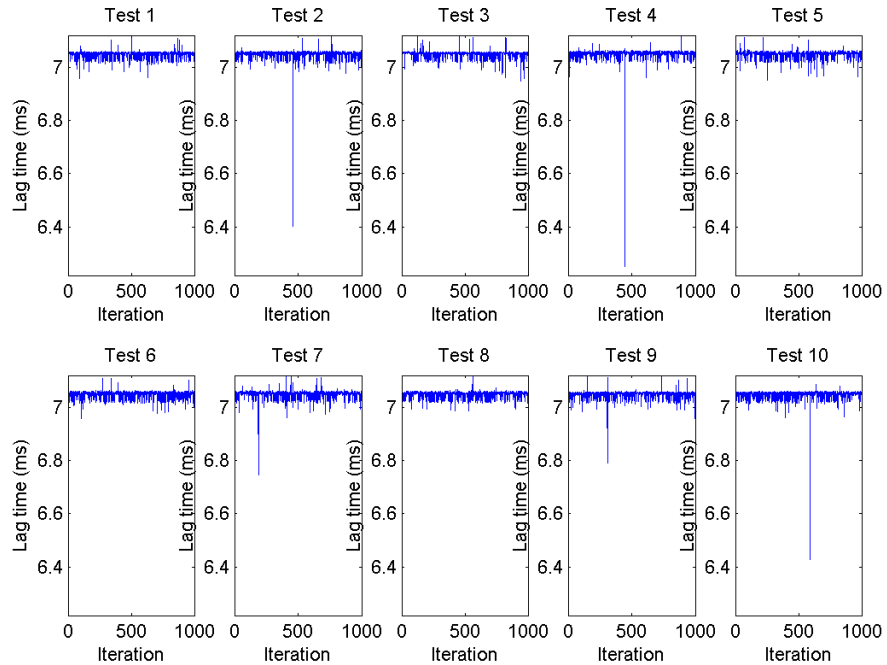 Test 1
Test 2
Test 3
Test 4
Test 5
7
6.8
6.6
6.4
Lag time (ms)
0
500
1000
Iteration
7
6.8
6.6
6.4
Lag time (ms)
0
500
1000
Iteration
7
6.8
6.6
6.4
Lag time (ms)
0
500
1000
Iteration
7
6.8
6.6
6.4
Lag time (ms)
0
500
1000
Iteration
7
6.8
6.6
6.4
Lag time (ms)
0
500
1000
Iteration
Test 6
Test 7
Test 8
Test 9
Test 10
7
6.8
6.6
6.4
Lag time (ms)
0
500
1000
Iteration
7
6.8
6.6
6.4
Lag time (ms)
0
500
1000
Iteration
7
6.8
6.6
6.4
Lag time (ms)
0
500
1000
Iteration
7
6.8
6.6
6.4
Lag time (ms)
0
500
1000
Iteration
7
6.8
6.6
6.4
Lag time (ms)
0
500
1000
Iteration